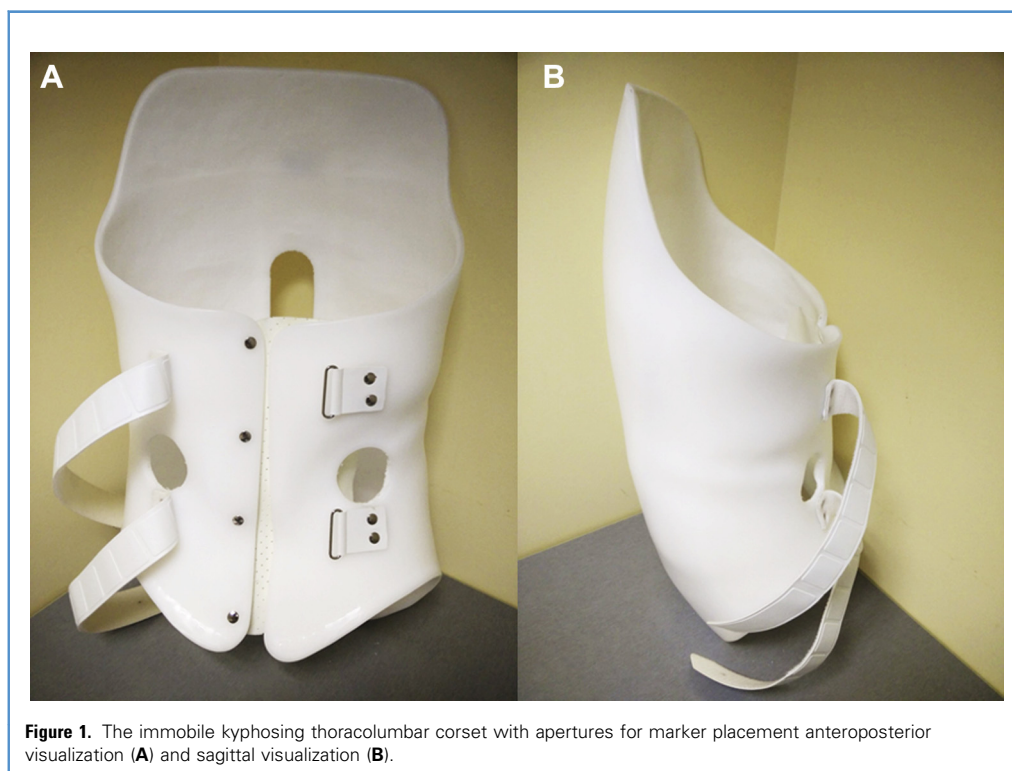 A
B
Figure 1. The immobile kyphosing thoracolumbar corset with apertures for marker placement anteroposterior
visualization (A) and sagittal visualization (B).